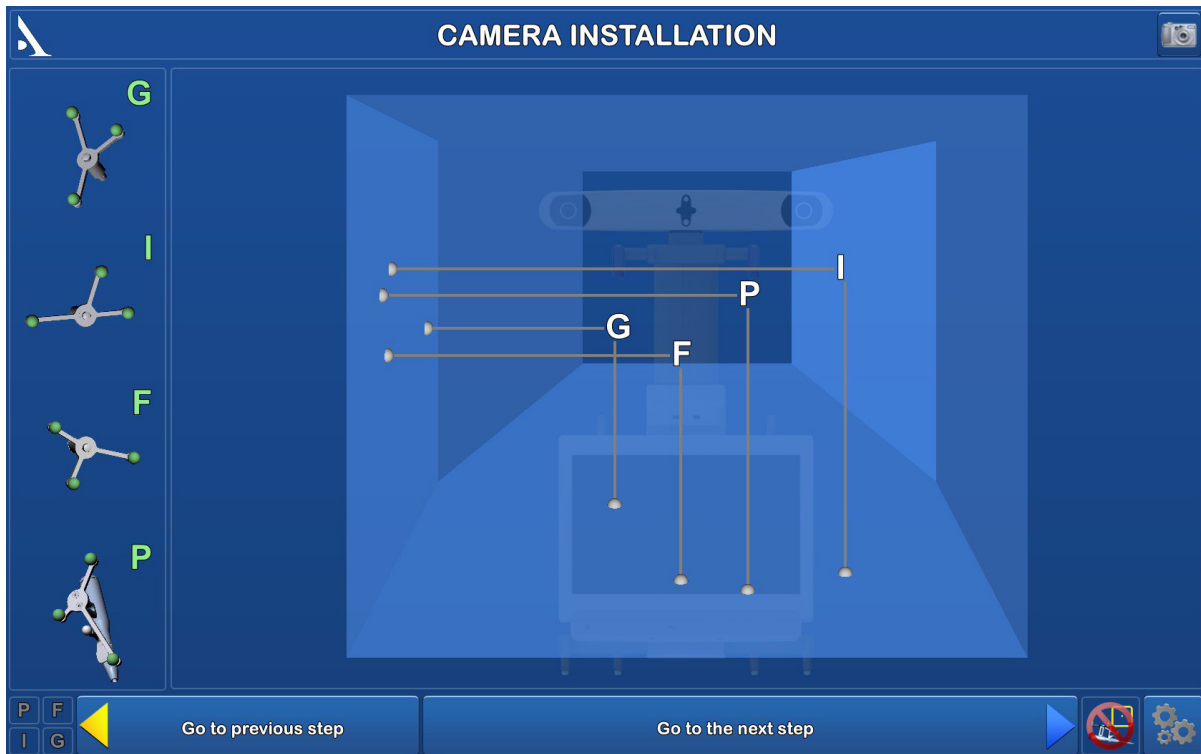 CAMERA INSTALLATION
G
I
F
P
I
P
G
F
P F
I G
Go to previous step
Go to the next step